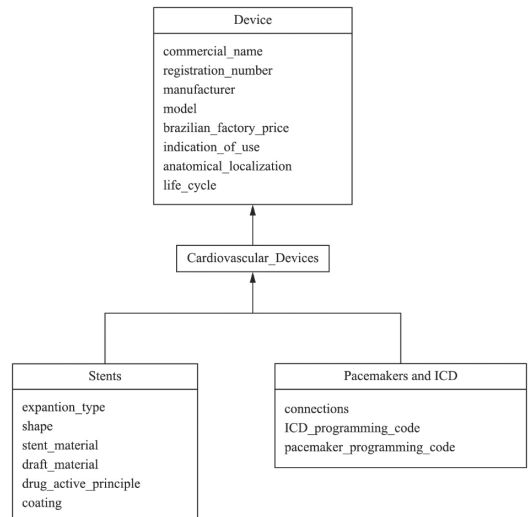 Device
commercial_name
registration_number
manufacturer
model
brazilian_factory_price
indication_of_use
anatomical_localization
life_cycle
Cardiovascular_Devices
Stents
expantion_type
shape
stent_material
draft_material
drug_active_principle
coating
Pacemakers and ICD
connections
ICD_programming_code
pacemaker_programming_code